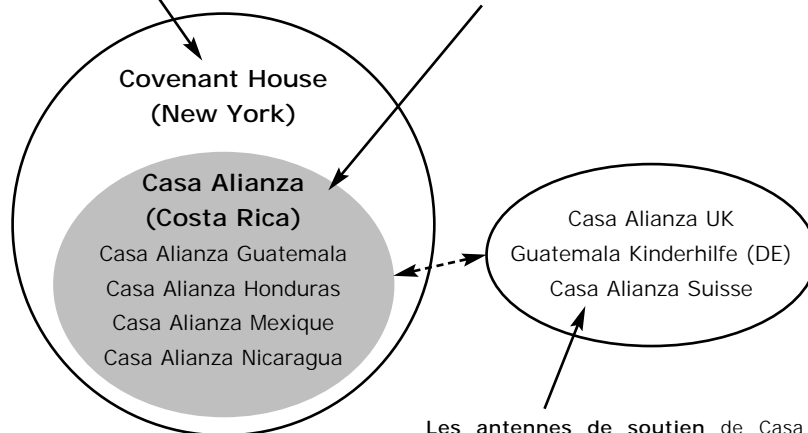 Covenant House
(New York)
Casa Alianza
(Costa Rica)
Casa Alianza Guatemala
Casa Alianza Honduras
Casa Alianza Mexique
Casa Alianza Nicaragua
Casa Alianza UK
Guatemala Kinderhilfe (DE)
Casa Alianza Suisse
Les antennes de soutien de Casa